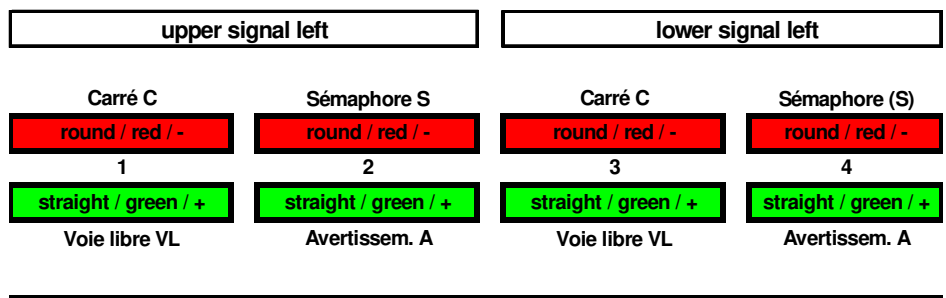 upper signal left lower signal left
Carré C Sémaphore S Carré C Sémaphore (S)
round / red / - round / red / - round / red / - round / red / -
1 2 3 4
straight / green / + straight / green / + straight / green / + straight / green / +
Voie libre VL Avertissem. A Voie libre VL Avertissem. A